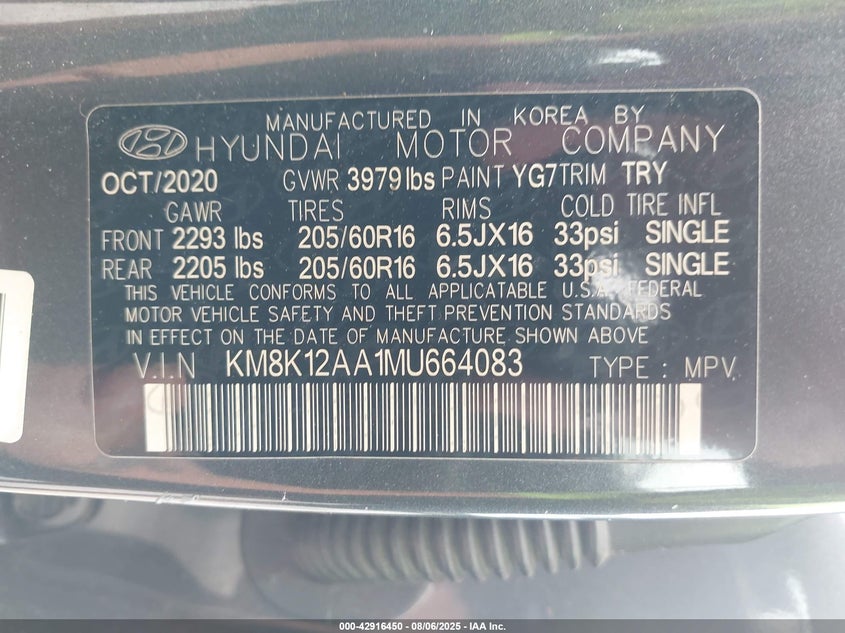 MANUFACTURED IN KOREA BY
HYUNDAI MOTOR COMPANY
OCT/2020 GVWR 3979 lbs PAINT YG7 TRIM TRY
GAWR TIRES RIMS COLD TIRE INFL
FRONT 2293 lbs 205/60R16 6.5JX16 33psi SINGLE
REAR 2205 lbs 205/60R16 6.5JX16 33psi SINGLE
THIS VEHICLE CONFORMS TO ALL APPLICATABLE U.S.A FEDERAL
MOTOR VEHICLE SAFETY AND THEFT PREVENTION STANDARDS
IN EFFECT ON THE DATE OF MANUFACTURE SHOWN ABOVE
V.I.N KM8K12AA1MU664083 TYPE : MPV
000-42916450 - 08/06/2025 - IAA Inc.